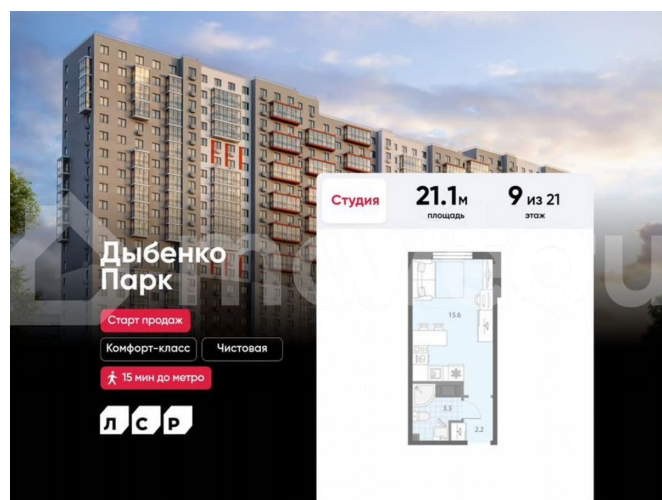 Студия
21.1м
площадь
9 из 21
этаж
Дыбенко
Парк
Старт продаж
Комфорт-класс
Чистовая
15 мин до метро
ЛСР
15.6
3.3
2.2